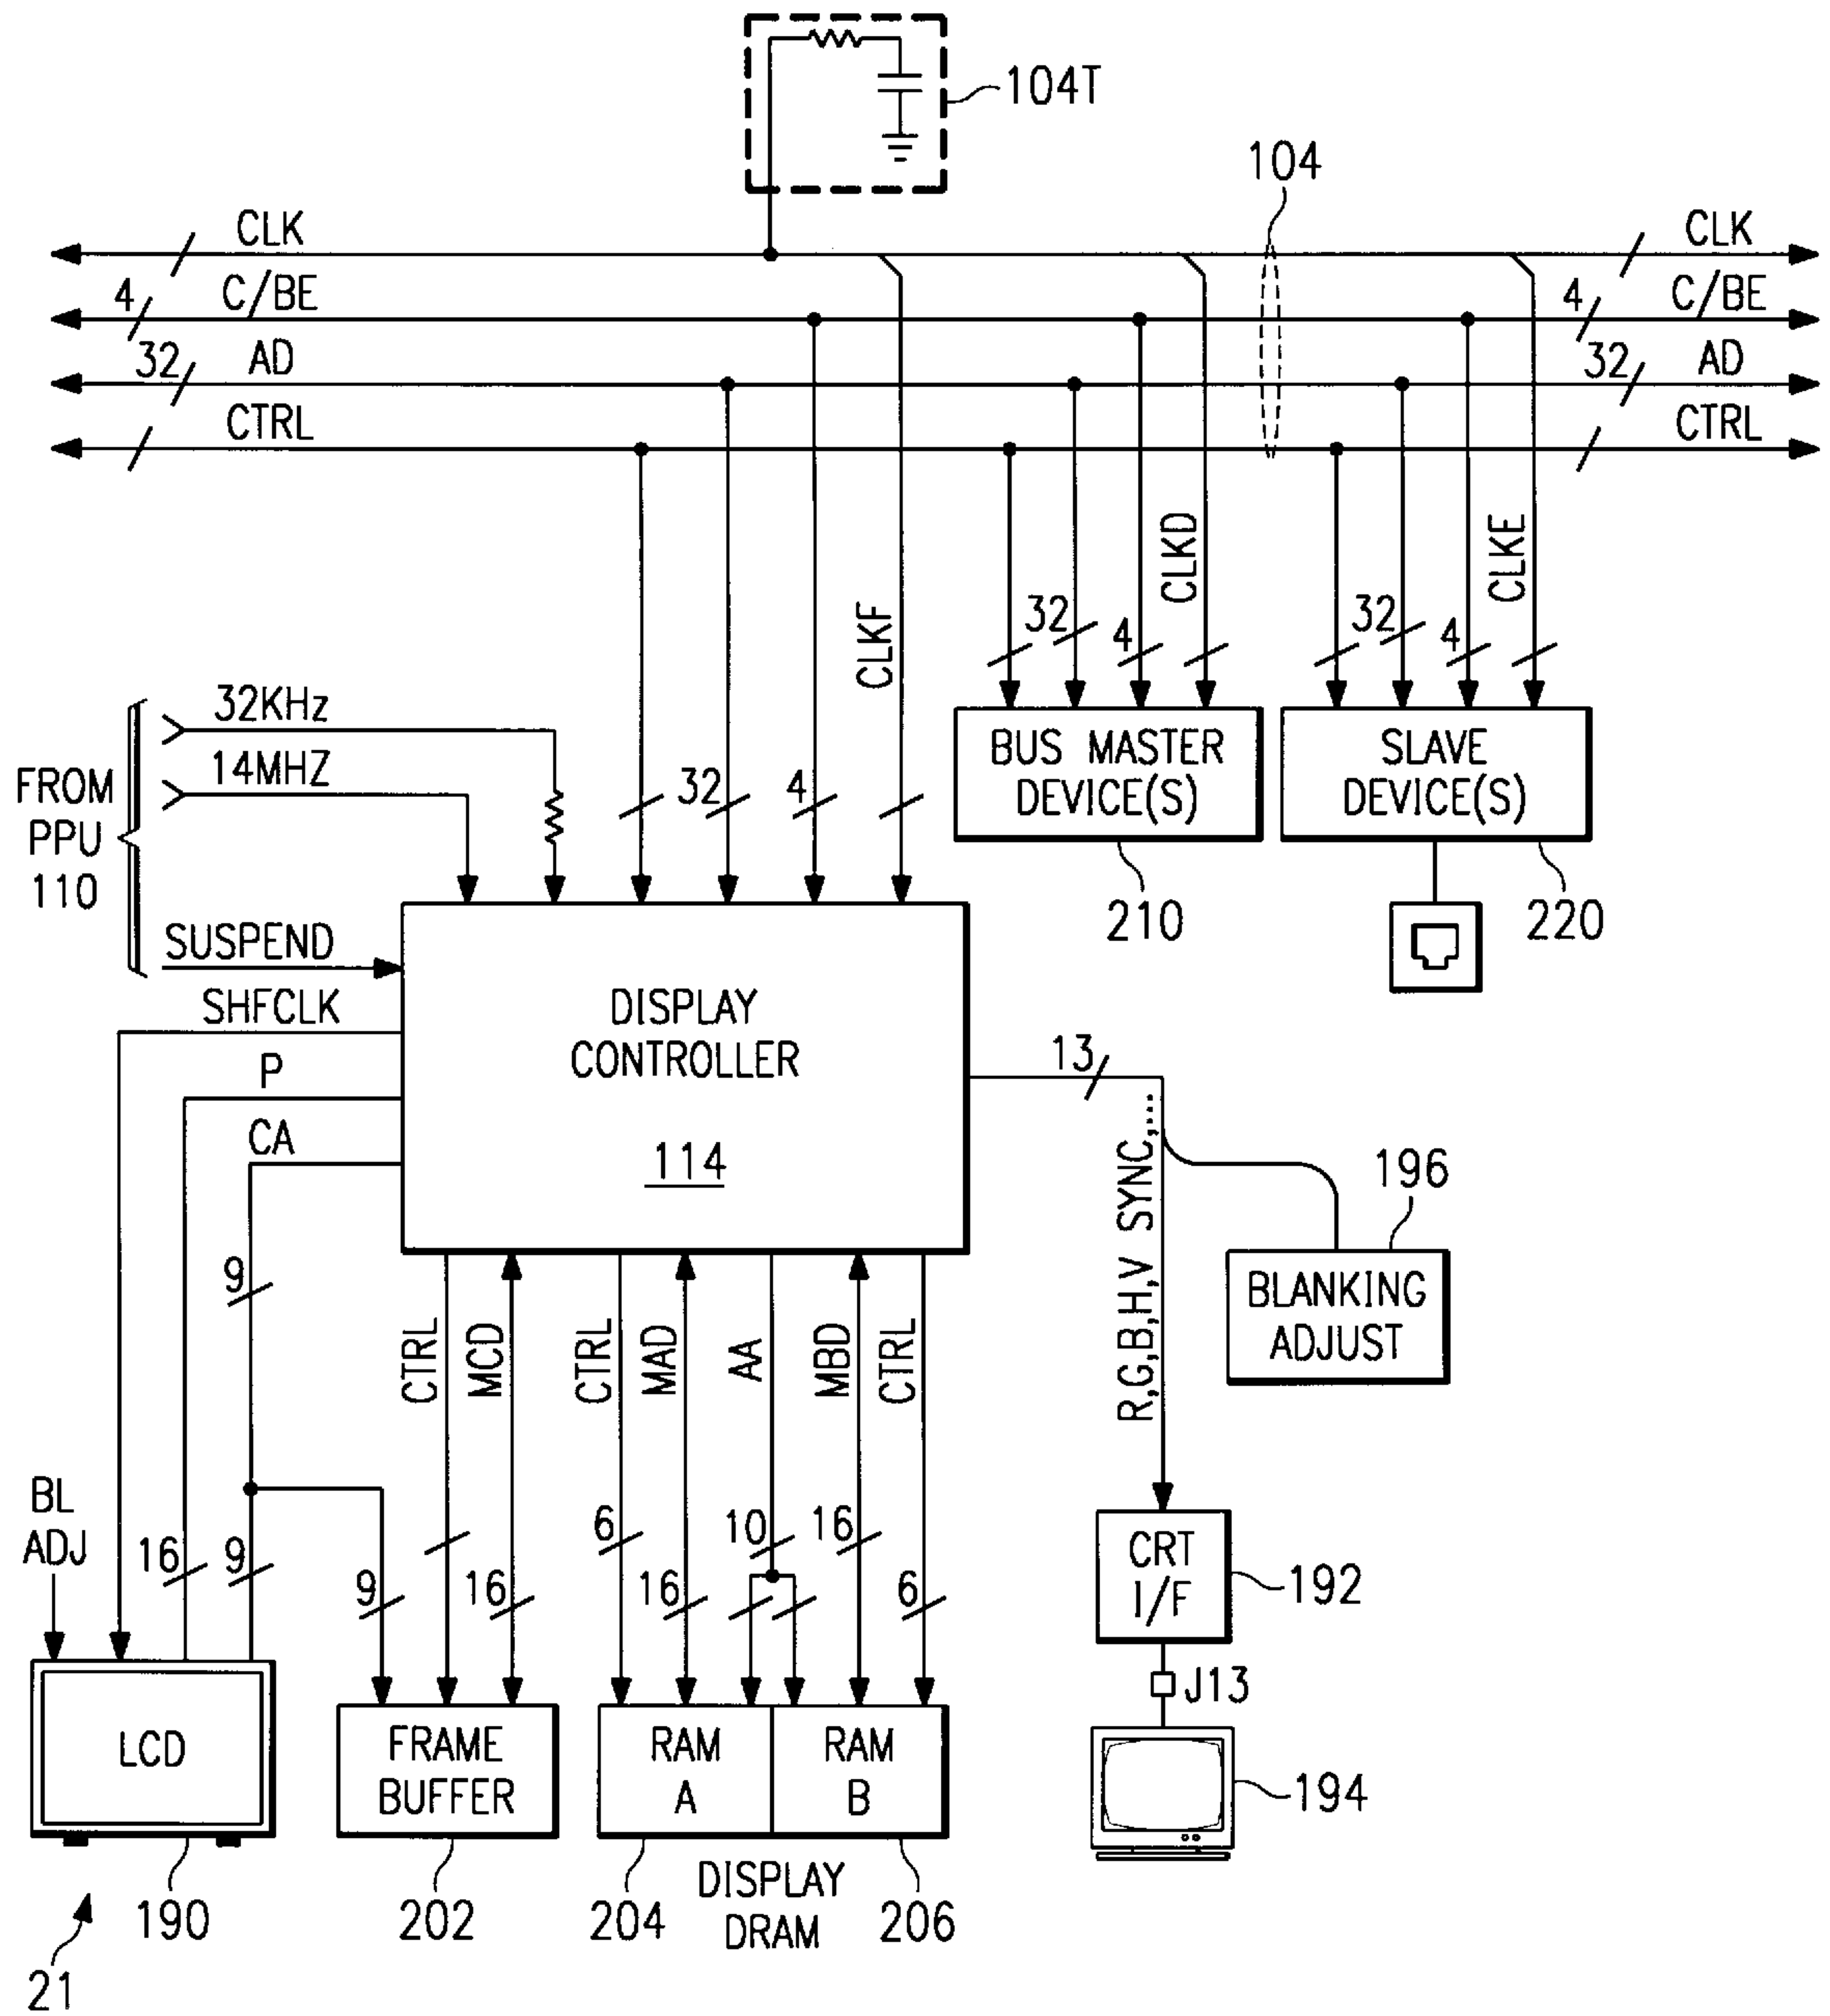 104T
104
CLK
CLK
4
C/BE
4
C/BE
32
AD
32
AD
CTRL
CTRL
CLKF
CLKD
CLKE
32
4
32
4
32
4
FROM
PPU
110
32KHz
14MHZ
SUSPEND
BUS MASTER
DEVICE(S)
210
SLAVE
DEVICE(S)
220
SHFCLK
P
CA
DISPLAY
CONTROLLER
114
13
R,G,B,H,V SYNC,...
196
BLANKING
ADJUST
9
CTRL
MCD
CTRL
MAD
AA
MBD
CTRL
BL
ADJ
16
9
9
16
6
16
10
16
6
CRT
I/F
192
J13
194
LCD
190
FRAME
BUFFER
202
RAM
A
204
RAM
B
206
DISPLAY
DRAM
21